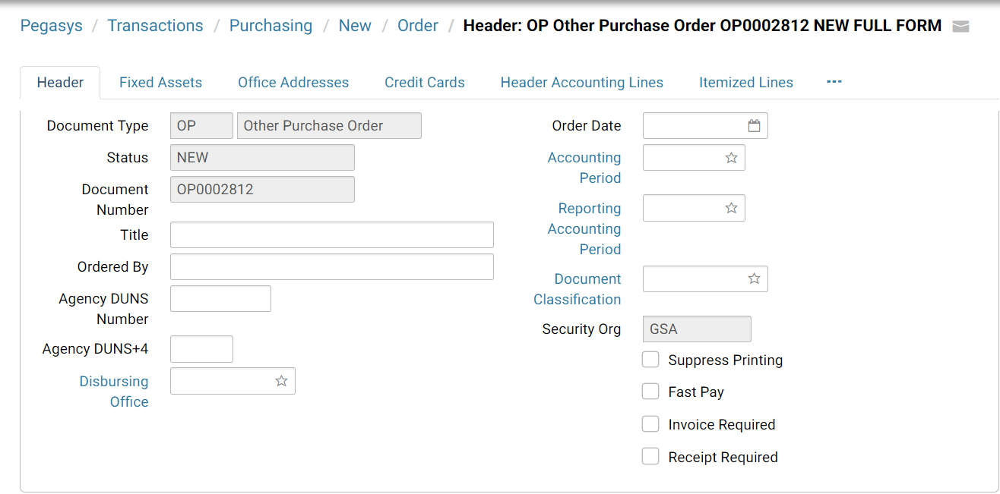 Pegasys / Transactions / Purchasing / New / Order / Header: OP Other Purchase Order OP0002812 NEW FULL FORM
Header Fixed Assets Office Addresses Credit Cards Header Accounting Lines Itemized Lines ---
Document Type OP Other Purchase Order
Status NEW
Document
Number OP0002812
Title
Ordered By
Agency DUNS
Number
Agency DUNS+4
Disbursing
Office
Order Date
Accounting
Period
Reporting
Accounting
Period
Document
Classification
Security Org GSA
Suppress Printing
Fast Pay
Invoice Required
Receipt Required